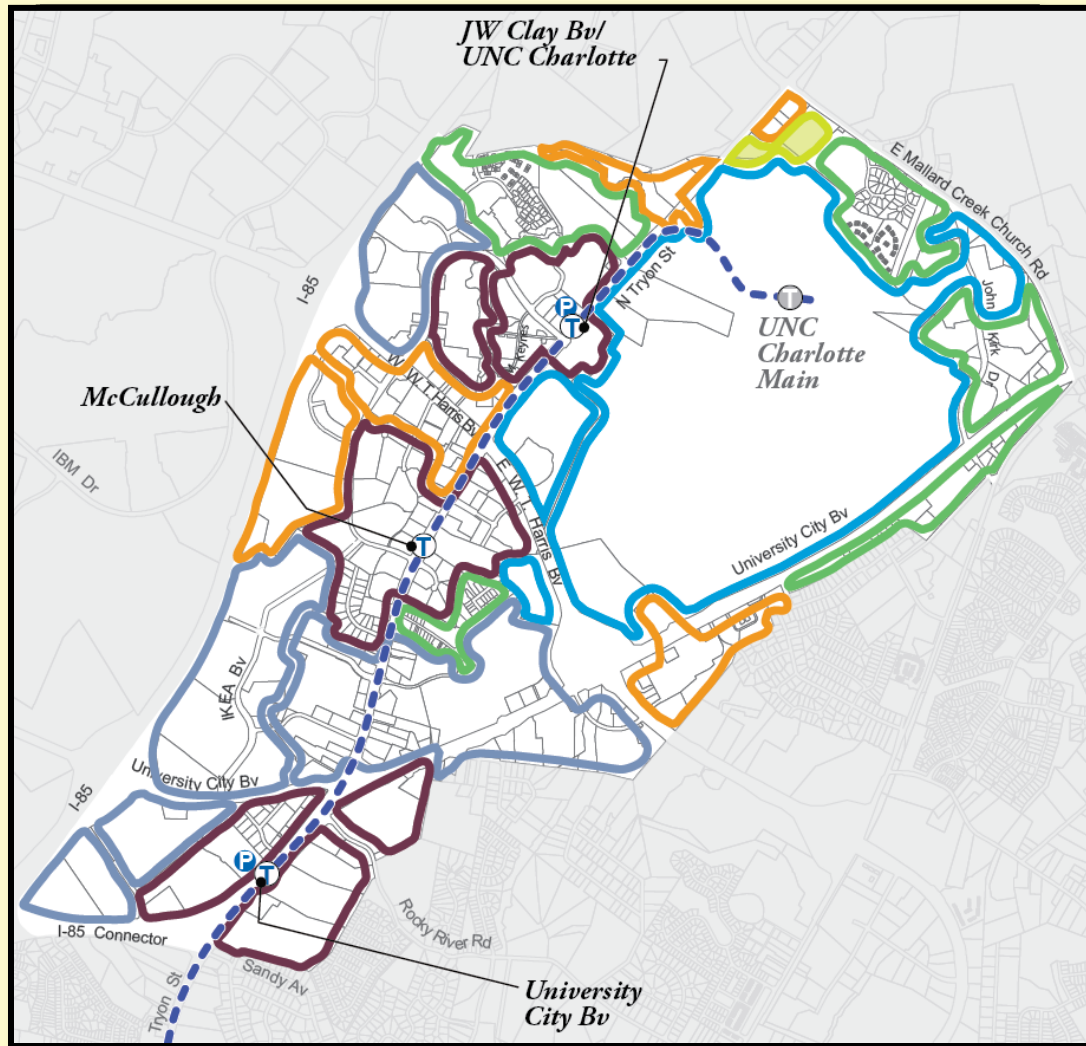 JW Clay Bv/
UNC Charlotte
E Mallard Creek Church Rd
I-85
N Tryon St
P
T
T
UNC
Charlotte
Main
John
Kirk
Dr
M. Keynes
W. W.T. Harris Bv
McCullough
IBM Dr
E. W. T. Harris Bv
T
University City Bv
IKEA Bv
University City Bv
I-85
P
T
I-85 Connector
Rocky River Rd
Sandy Av
Tryon St
University
City Bv